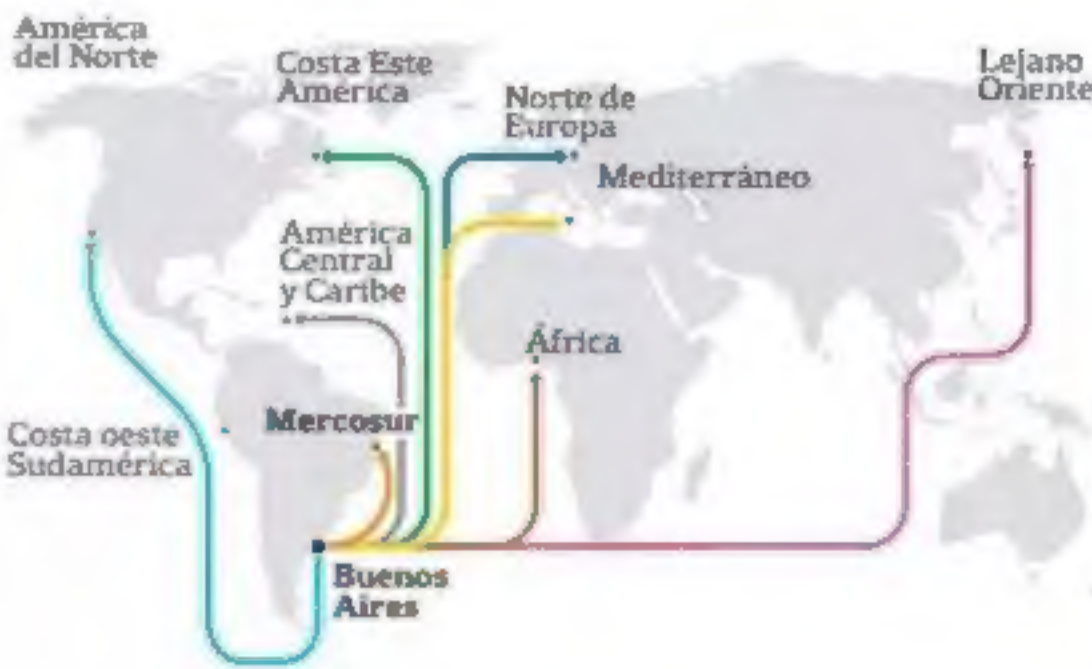 América
del Norte
Costa Este
América
Norte de
Europa
Lejano
Oriente
Mediterráneo
América
Central
y Caribe
África
Mercosur
Costa oeste
Sudamérica
Buenos
Aires